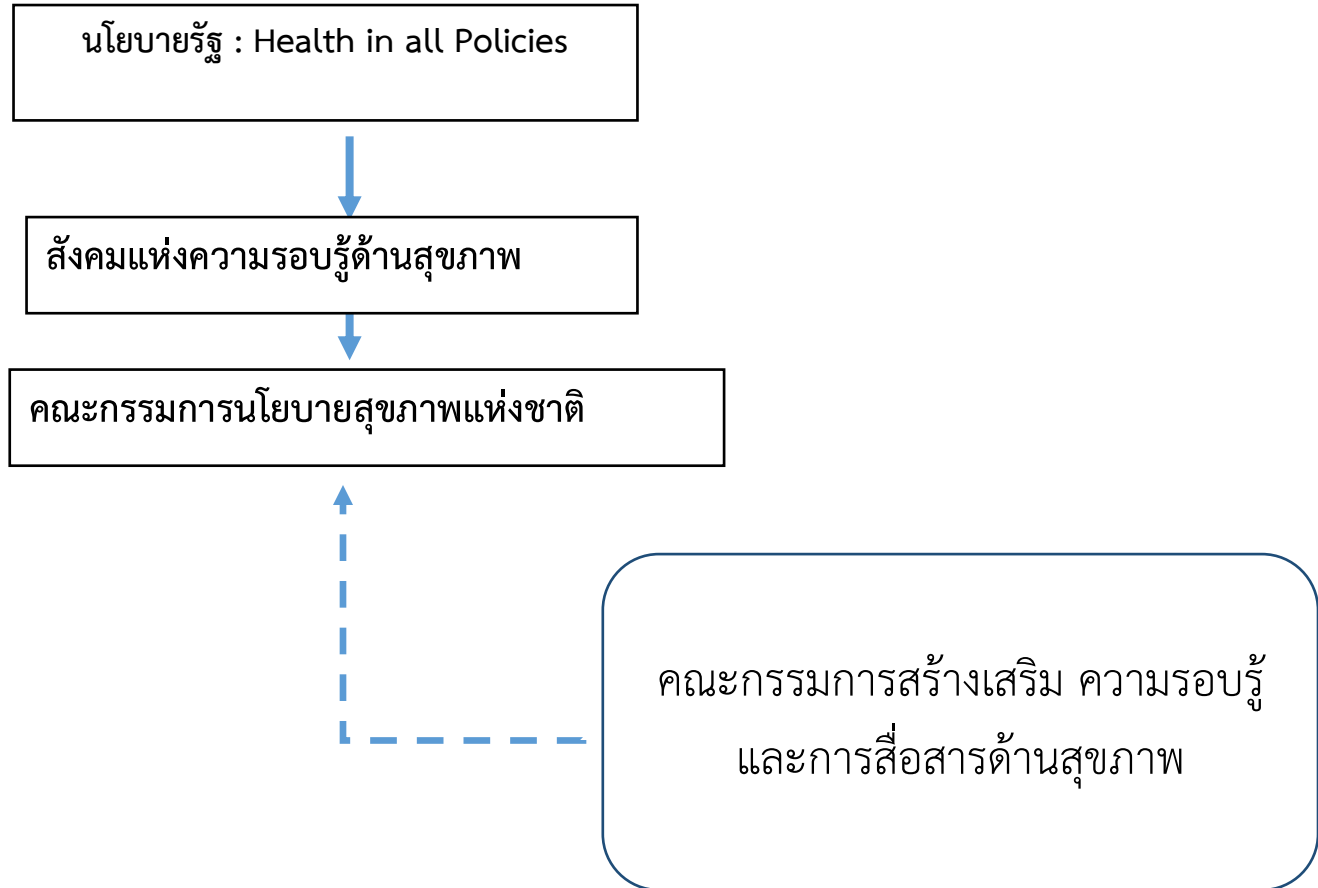 นโยบายรัฐ : Health in all Policies
สังคมแห่งความรอบรู้ด้านสุขภาพ
คณะกรรมการนโยบายสุขภาพแห่งชาติ
คณะกรรมการสร้างเสริม ความรอบรู้
และการสื่อสารด้านสุขภาพ